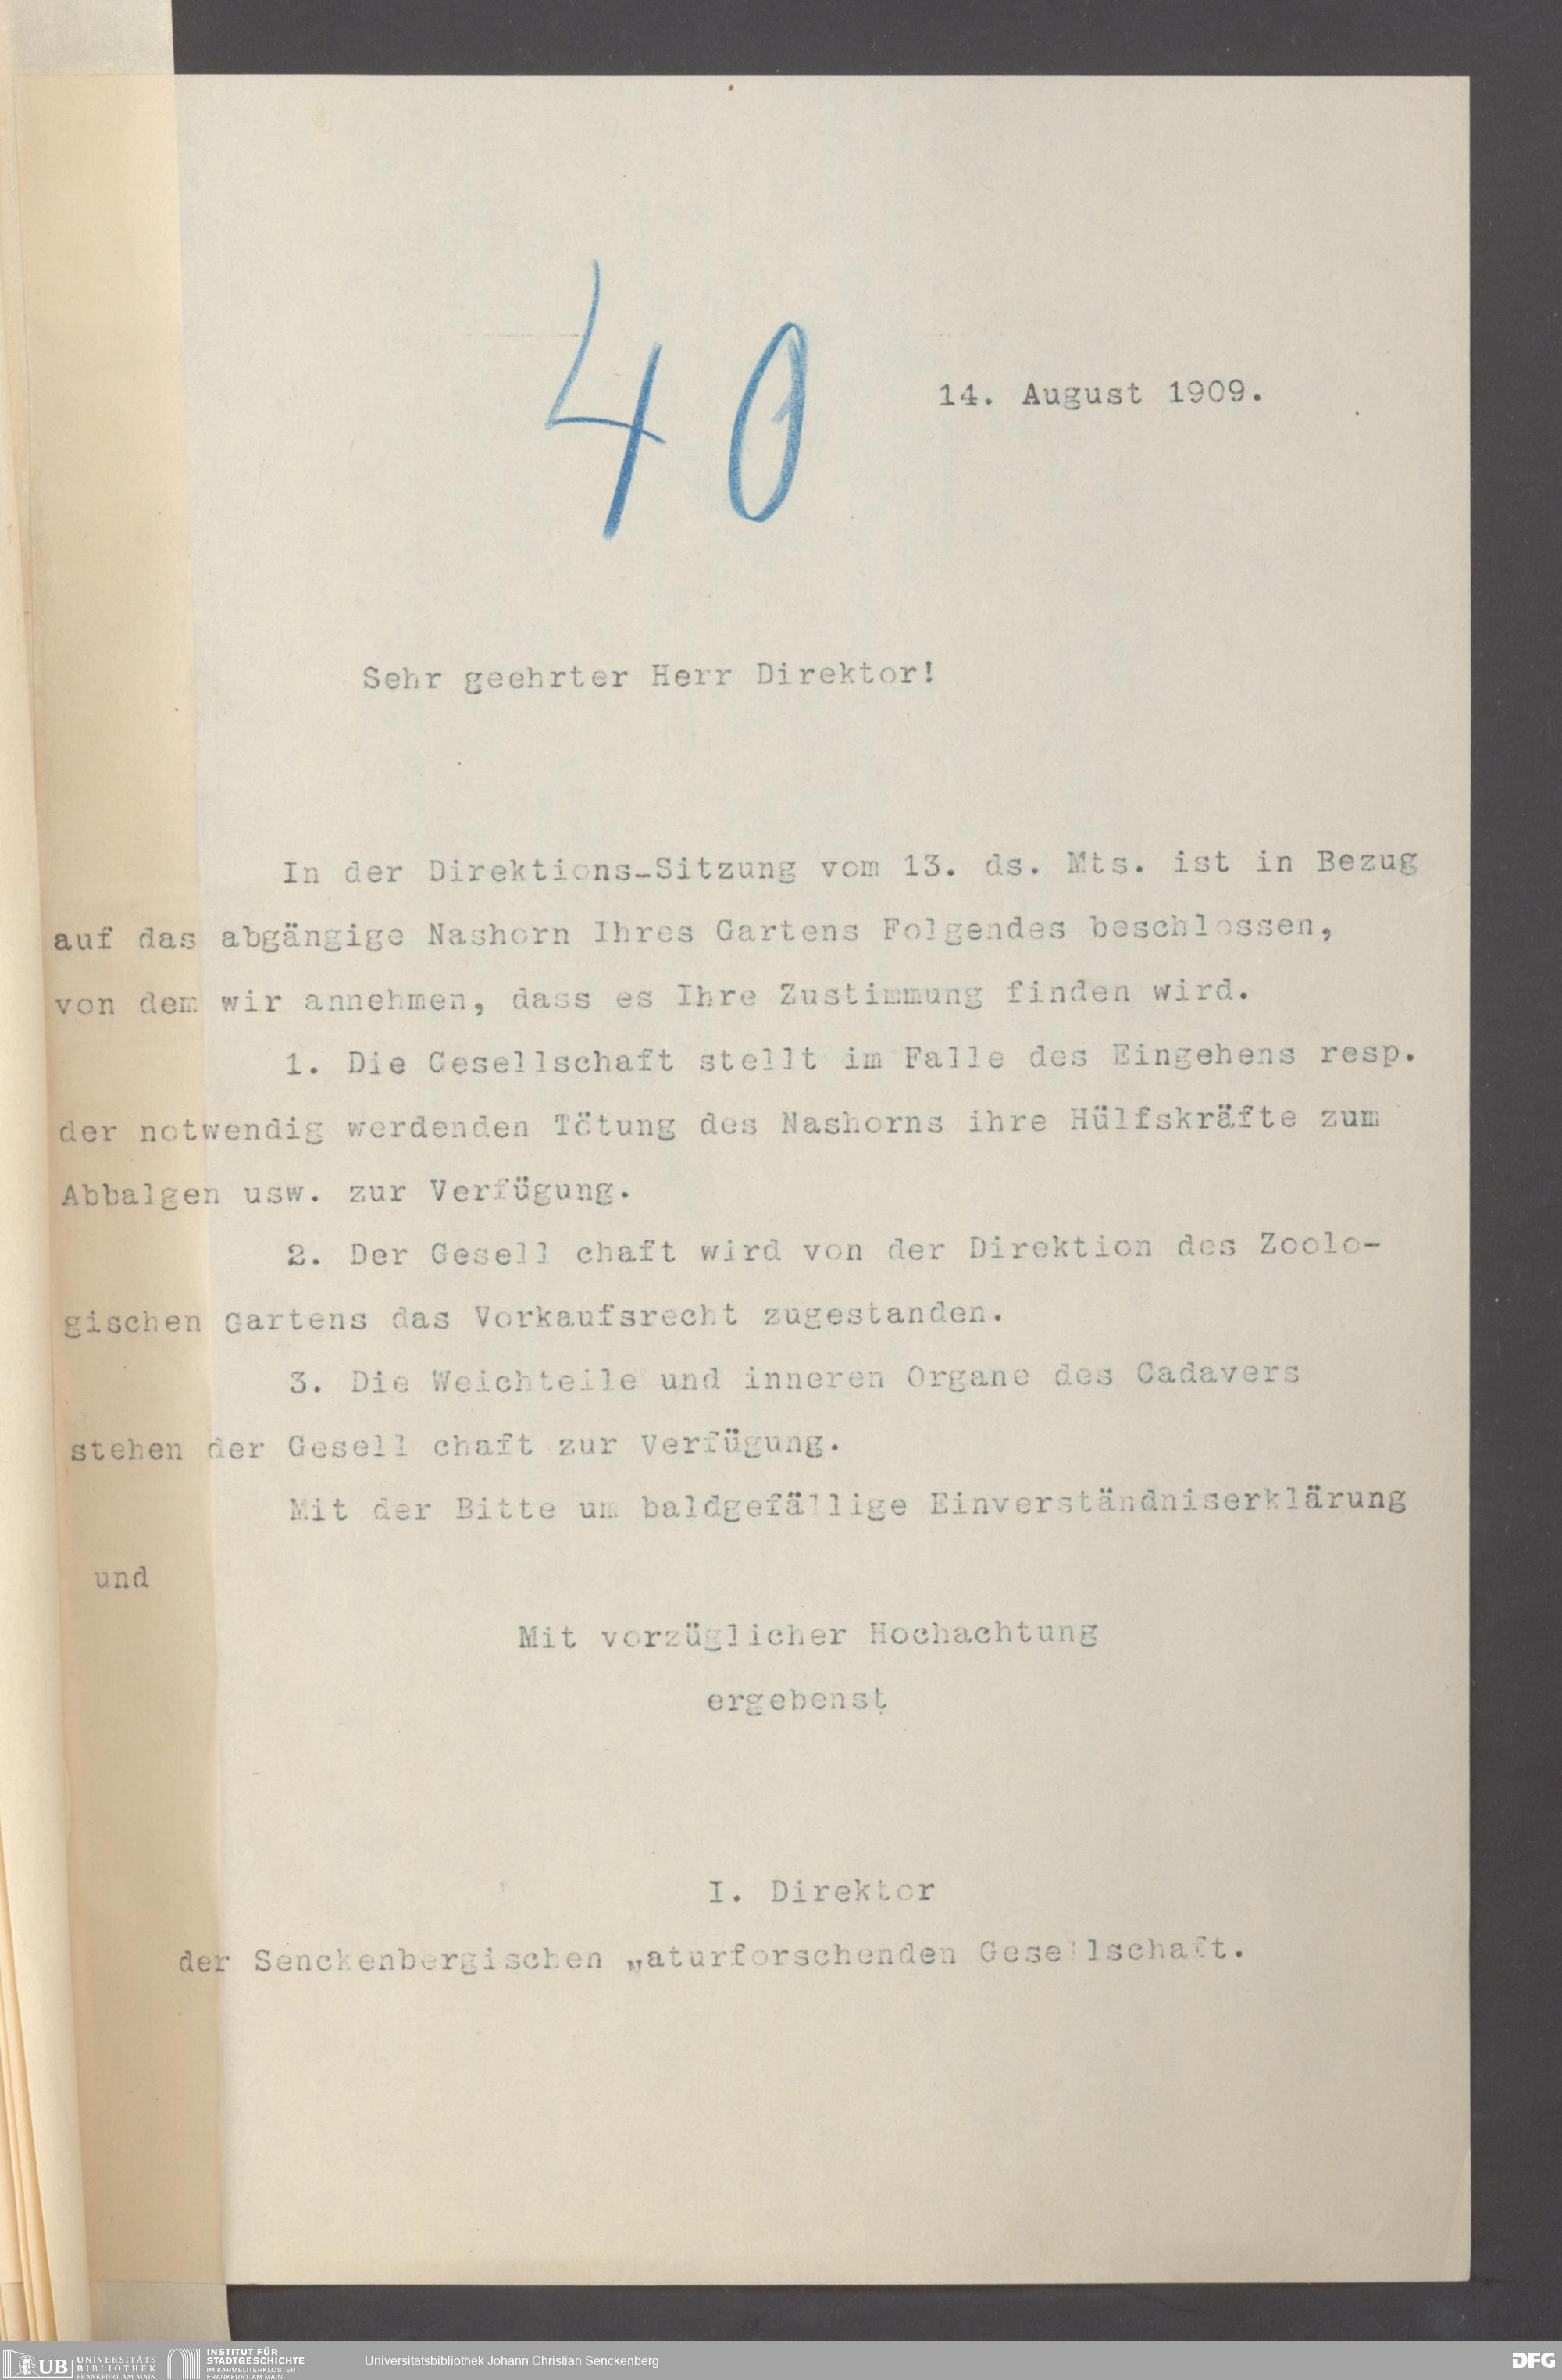 40
14. August 1909.
Sehr geehrter Herr Direktor!
In der Direktions-Sitzung vom 13. ds. Mts. ist in Bezug
auf das abgängige Nashorn Ihres Gartens Folgendes beschlossen,
von dem wir annehmen, dass es Ihre Zustimmung finden wird.
1. Die Gesellschaft stellt im Falle des Eingehens resp.
der notwendig werdenden Tötung des Nashorns ihre Hülfskräfte zum
Abbalgen usw. zur Verfügung.
2. Der Gesell chaft wird von der Direktion des Zoolo-
gischen Gartens das Vorkaufsrecht zugestanden.
3. Die Weichteile und inneren Organe des Cadavers
stehen der Gesell chaft zur Verfügung.
Mit der Bitte um baldgefällige Einverständniserklärung
und
Mit vorzüglicher Hochachtung
ergebenst
I. Direktor
der Senckenbergischen Naturforschenden Gesellschaft.
UB UNIVERSITÄTS
BIBLIOTHEK
FRANKFURT AM MAIN
INSTITUT FÜR
STADTGESCHICHTE
IM KARMELITERKLOSTER
FRANKFURT AM MAIN
Universitätsbibliothek Johann Christian Senckenberg
DFG